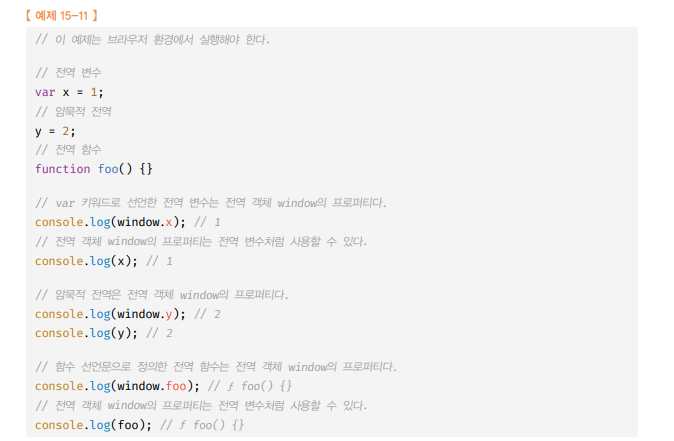 【 예제 15-11 】
// 이 예제는 브라우저 환경에서 실행해야 한다.
// 전역 변수
var x = 1;
// 암묵적 전역
y = 2;
// 전역 함수
function foo() {}
// var 키워드로 선언한 전역 변수는 전역 객체 window의 프로퍼티다.
console.log(window.x); // 1
// 전역 객체 window의 프로퍼티는 전역 변수처럼 사용할 수 있다.
console.log(x); // 1
// 암묵적 전역은 전역 객체 window의 프로퍼티다.
console.log(window.y); // 2
console.log(y); // 2
// 함수 선언문으로 정의한 전역 함수는 전역 객체 window의 프로퍼티다.
console.log(window.foo); // ƒ foo() {}
// 전역 객체 window의 프로퍼티는 전역 변수처럼 사용할 수 있다.
console.log(foo); // ƒ foo() {}